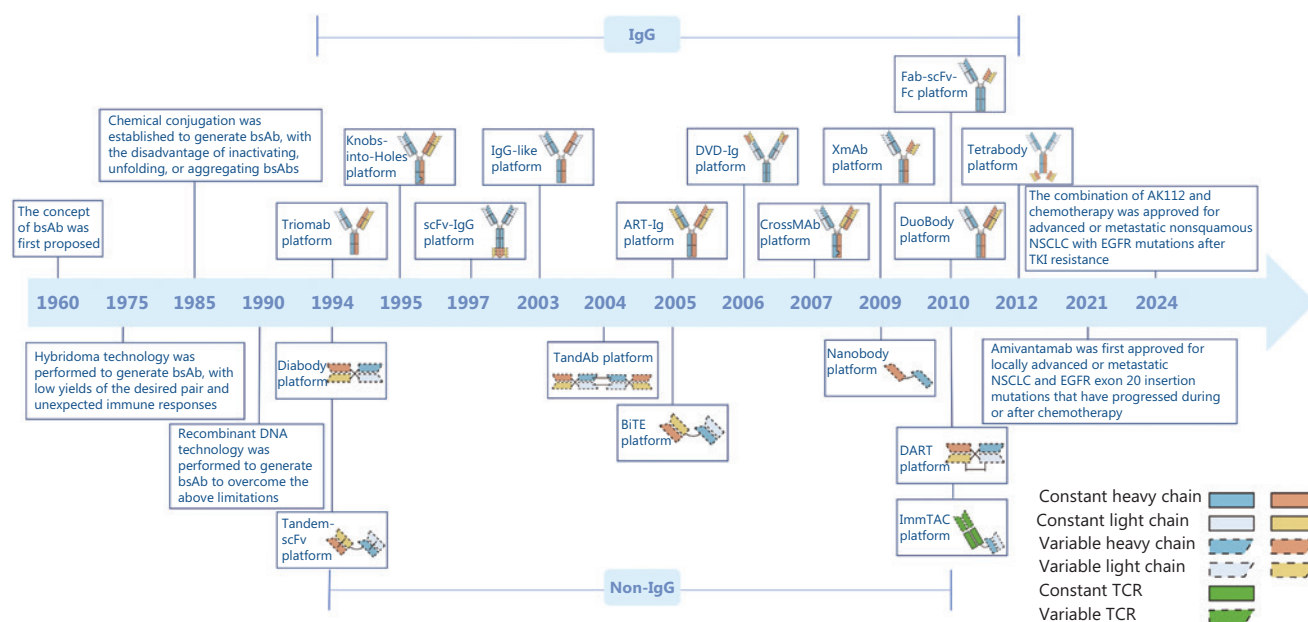 IgG
Fab-scFv-
Fc platform
Chemical conjugation was
established to generate bsAb, with
the disadvantage of inactivating,
unfolding, or aggregating bsAbs
Knobs-
into-Holes
platform
IgG-like
platform
DVD-Ig
platform
XmAb
platform
Tetrabody
platform
The concept
of bsAb was
first proposed
Triomab
platform
scFv-IgG
platform
ART-Ig
platform
CrossMAb
platform
DuoBody
platform
The combination of AK112 and
chemotherapy was approved for
advanced or metastatic nonsquamous
NSCLC with EGFR mutations after
TKI resistance
1960 1975 1985 1990 1994 1995 1997 2003 2004 2005 2006 2007 2009 2010 2012 2021 2024
Hybridoma technology was
performed to generate bsAb, with
low yields of the desired pair and
unexpected immune responses
Diabody
platform
TandAb platform
Nanobody
platform
Amivantamab was first approved for
locally advanced or metastatic
NSCLC and EGFR exon 20 insertion
mutations that have progressed during
or after chemotherapy
BiTE
platform
Recombinant DNA
technology was
performed to generate
bsAb to overcome the
above limitations
DART
platform
Tandem-
scFv
platform
ImmTAC
platform
Non-IgG
Constant heavy chain
Constant light chain
Variable heavy chain
Variable light chain
Constant TCR
Variable TCR